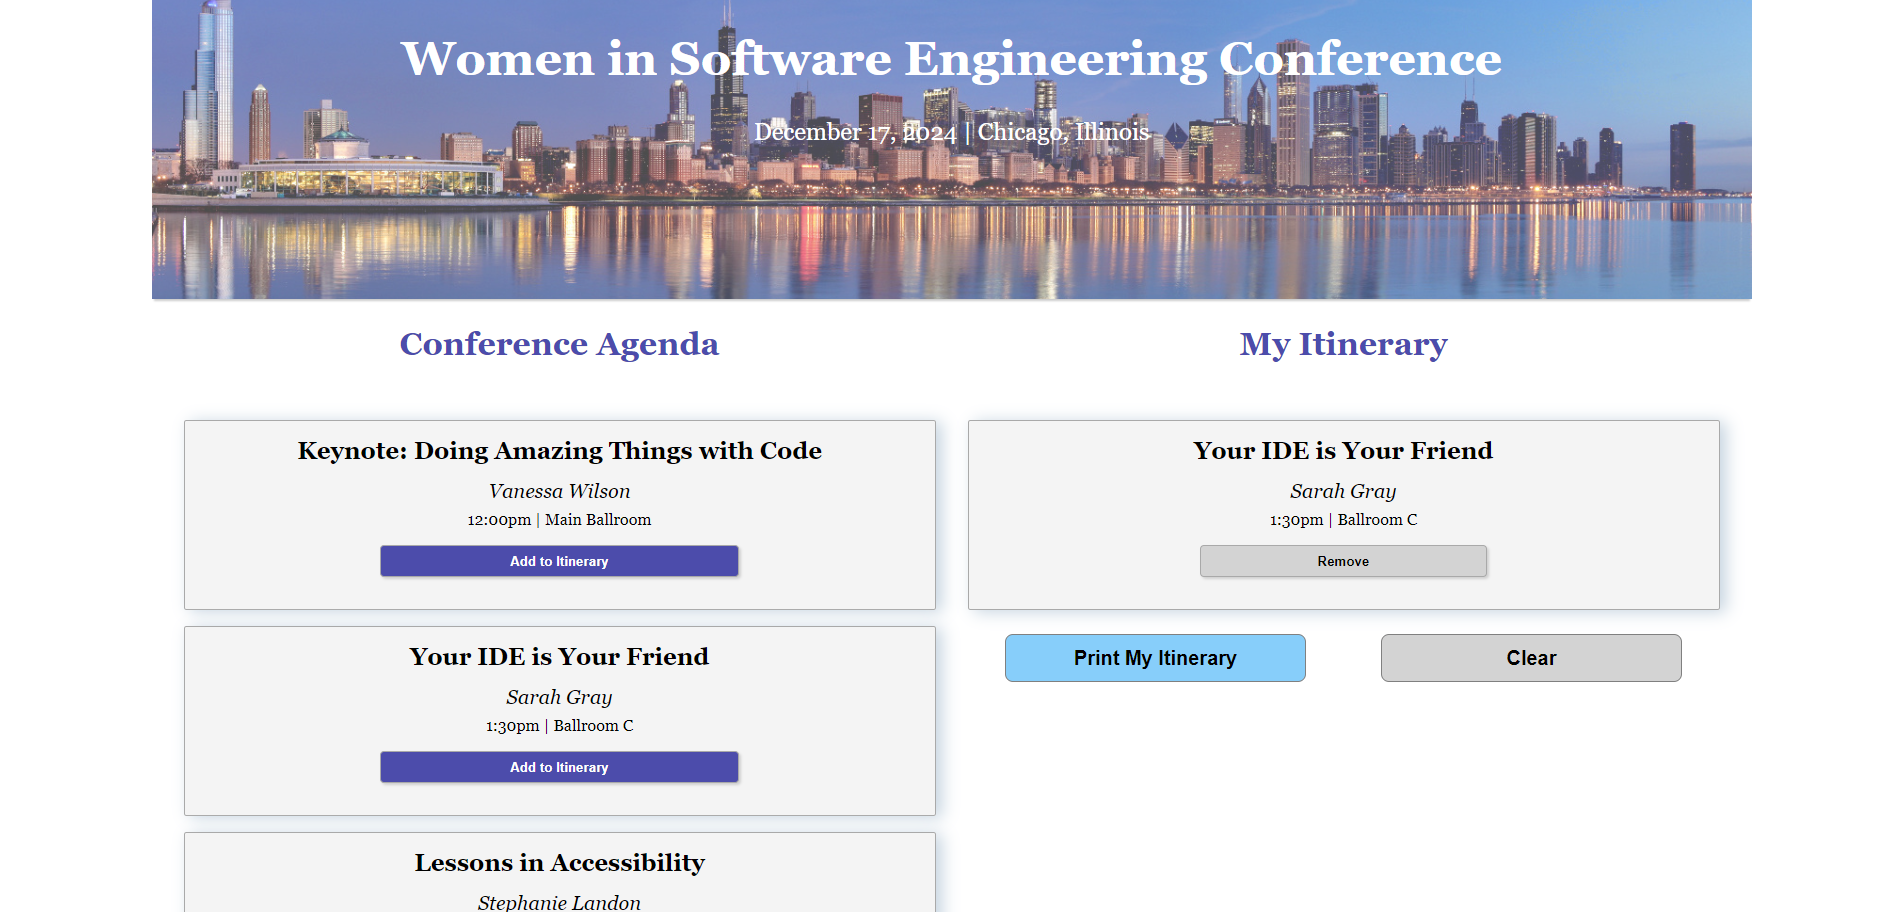 Women in Software Engineering Conference
December 17, 2024 | Chicago, Illinois
Conference Agenda
Keynote: Doing Amazing Things with Code
Vanessa Wilson
12:00pm | Main Ballroom
Add to Itinerary
Your IDE is Your Friend
Sarah Gray
1:30pm | Ballroom C
Add to Itinerary
Lessons in Accessibility
Stephanie Landon
My Itinerary
Your IDE is Your Friend
Sarah Gray
1:30pm | Ballroom C
Remove
Print My Itinerary
Clear